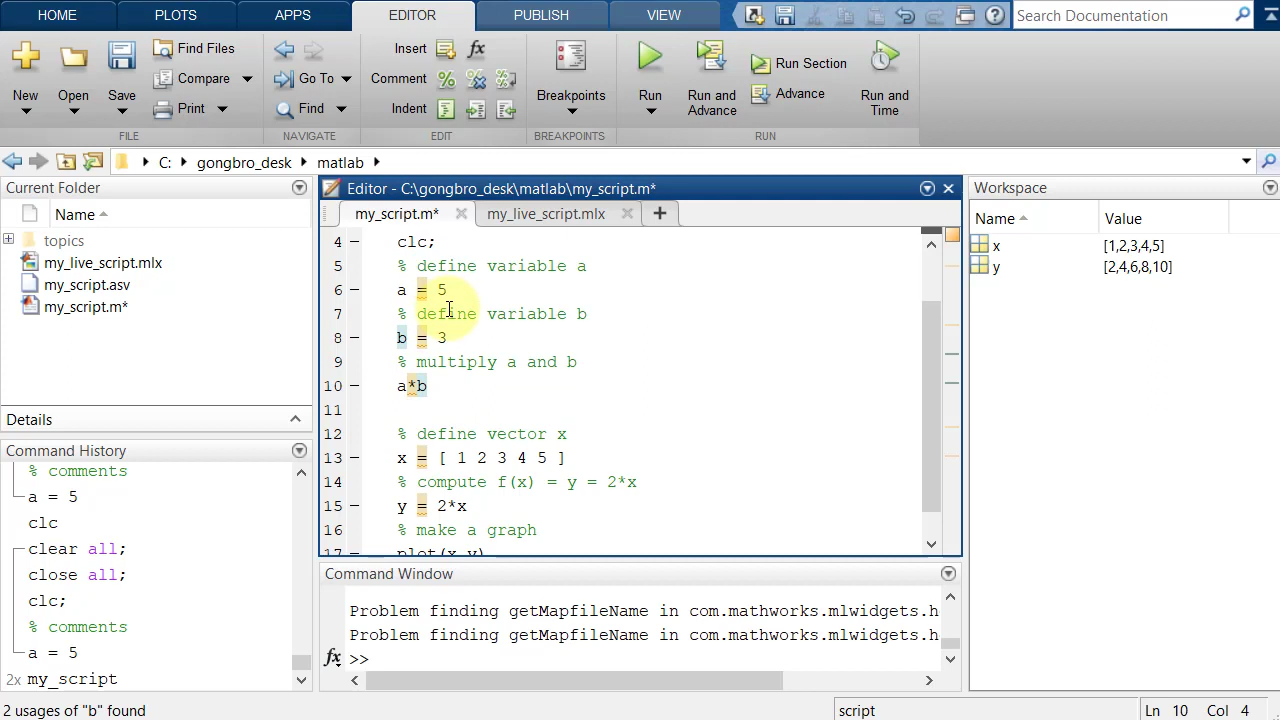 HOME PLOTS APPS EDITOR PUBLISH VIEW Search Documentation
New Open Save Find Files Compare Print Go To Find Insert Comment Indent Breakpoints Run Run and Advance Run Section Advance Run and Time
FILE NAVIGATE EDIT BREAKPOINTS RUN
C: gongbro_desk matlab
Current Folder
Name
topics
my_live_script.mlx
my_script.asv
my_script.m*
Details
Command History
% comments
a = 5
clc
clear all;
close all;
clc;
% comments
a = 5
2x my_script
Editor - C:\gongbro_desk\matlab\my_script.m*
my_script.m* my_live_script.mlx
4 clc;
5 % define variable a
6 a = 5
7 % define variable b
8 b = 3
9 % multiply a and b
10 a*b
11
12 % define vector x
13 x = [ 1 2 3 4 5 ]
14 % compute f(x) = y = 2*x
15 y = 2*x
16 % make a graph
17 plot(x,y)
Command Window
Problem finding getMapfileName in com.mathworks.mlwidgets.h
Problem finding getMapfileName in com.mathworks.mlwidgets.h
fx >>
Workspace
Name Value
x [1,2,3,4,5]
y [2,4,6,8,10]
2 usages of "b" found script Ln 10 Col 4